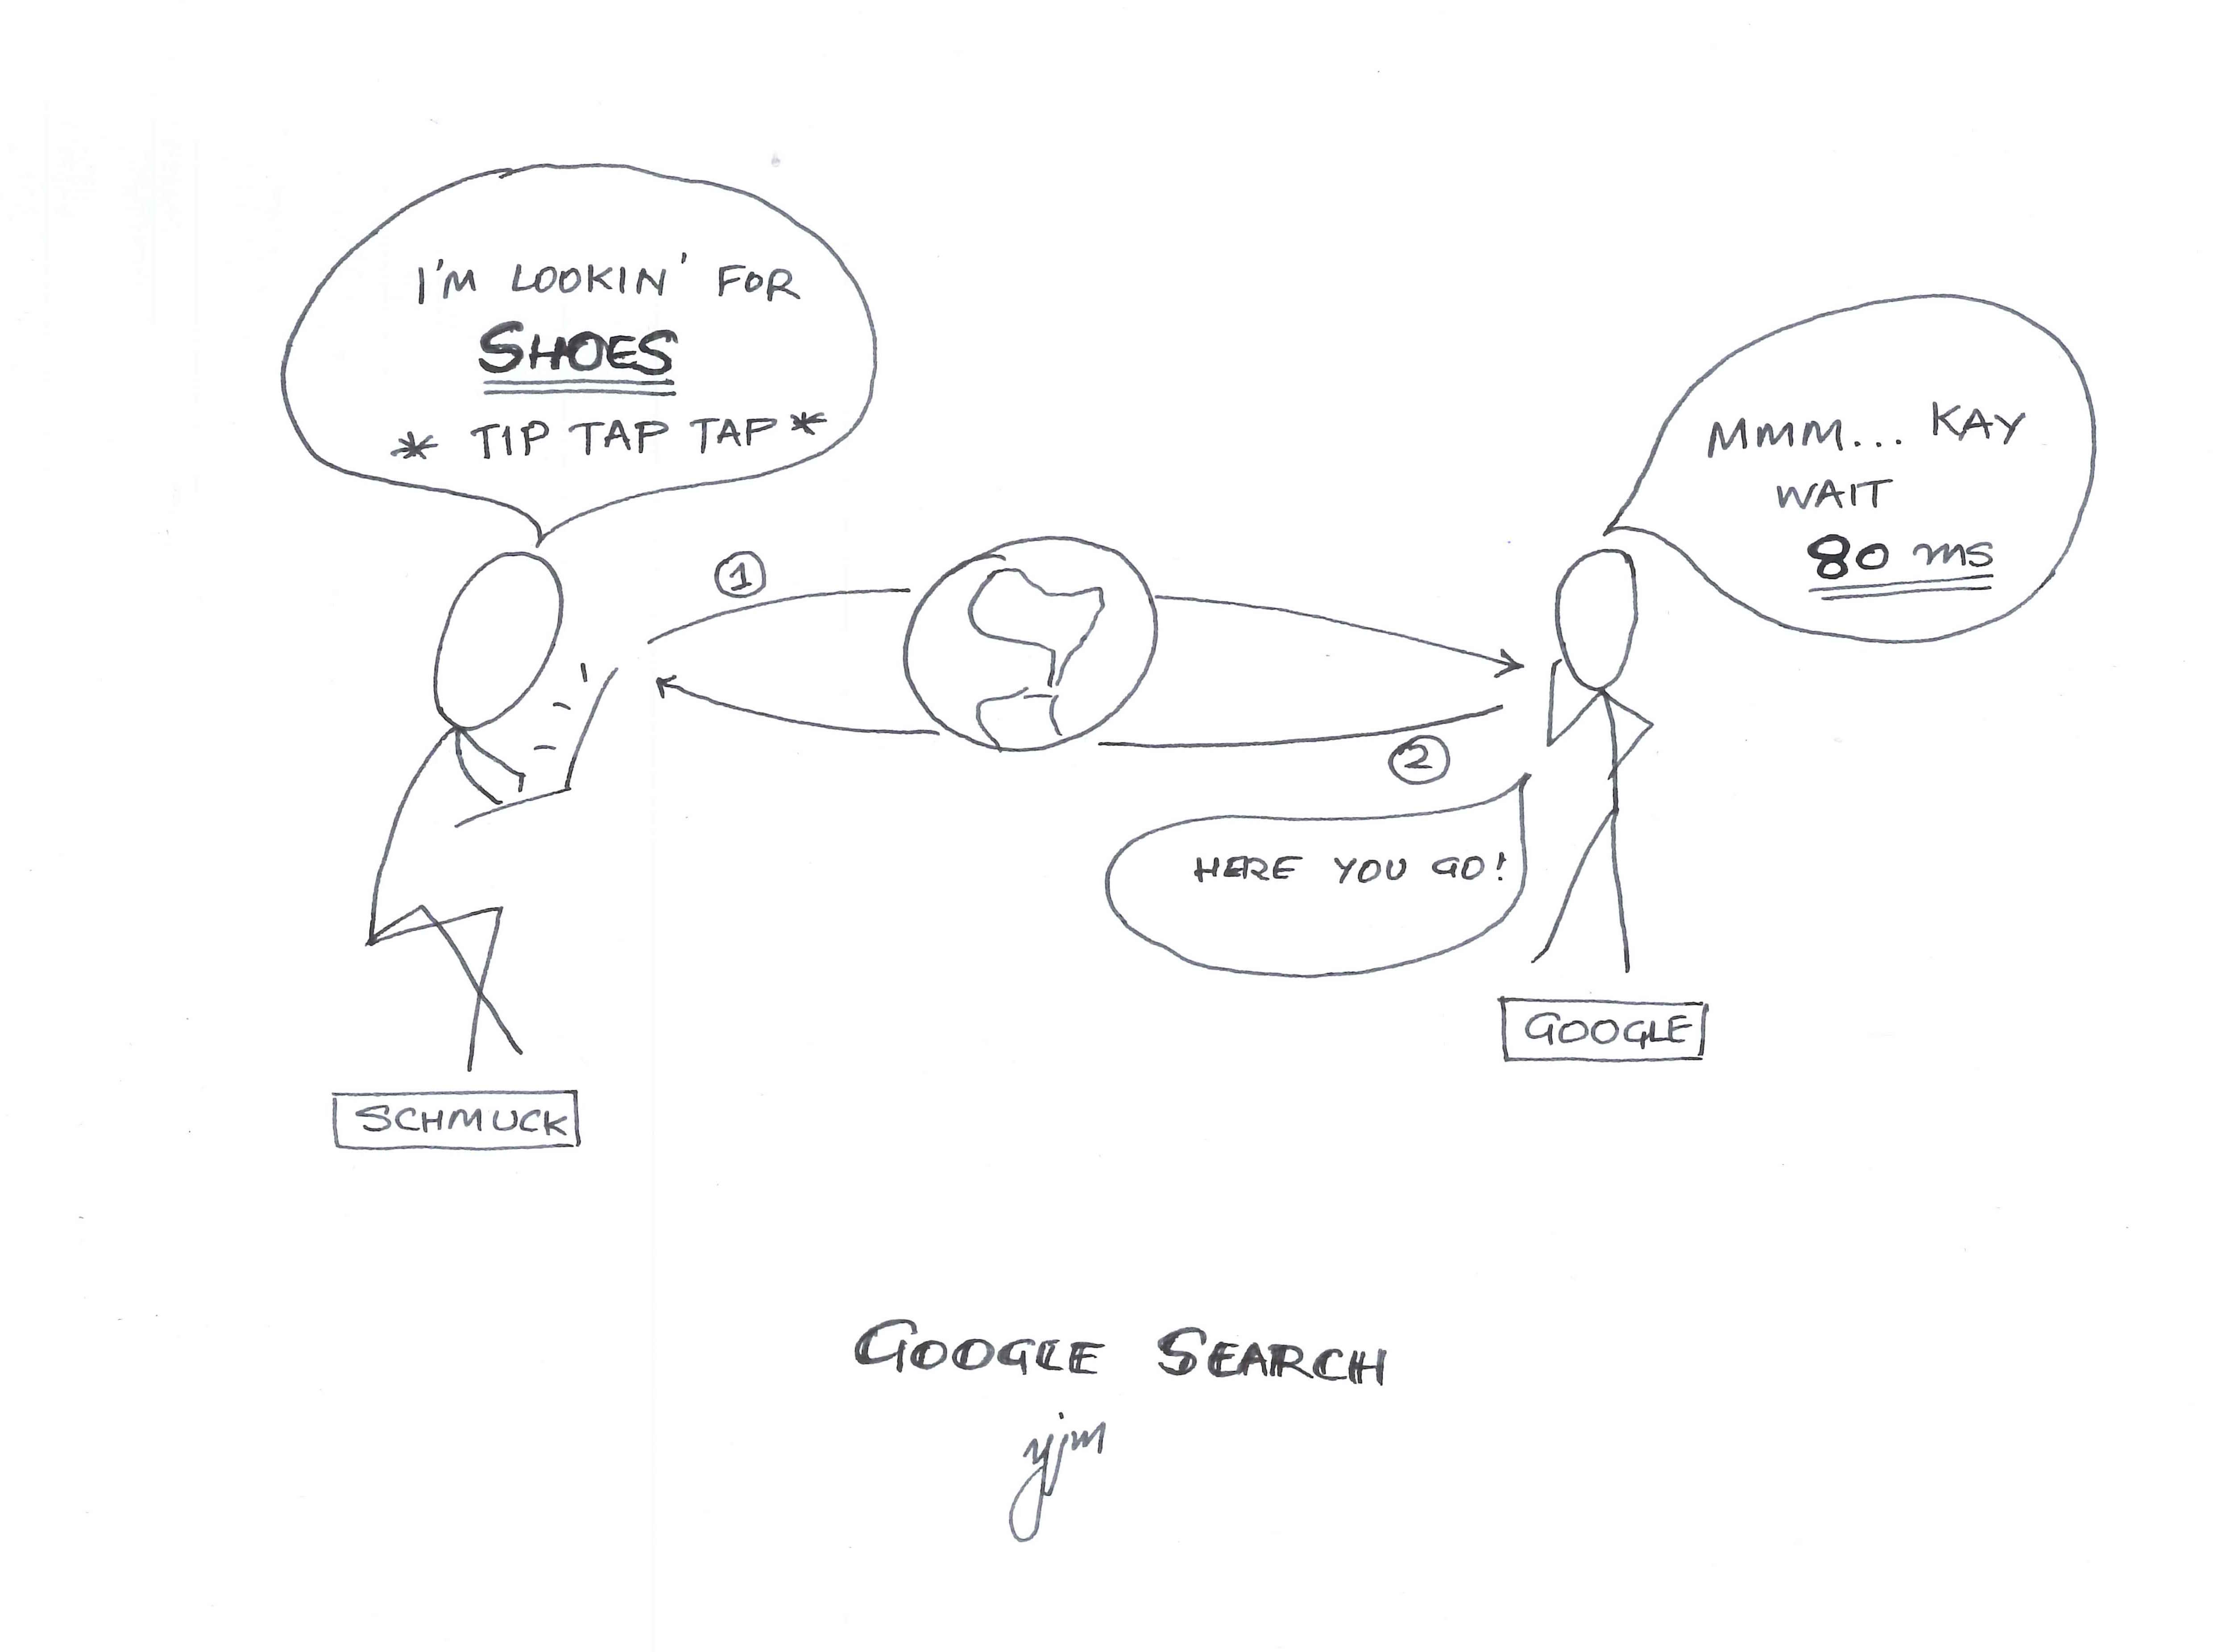 I'M LOOKIN' FOR
SHOES
* TIP TAP TAP *
MMM... KAY
WAIT
80 ms
1
2
HERE YOU GO!
GOOGLE
SCHMUCK
GOOGLE SEARCH
yjm